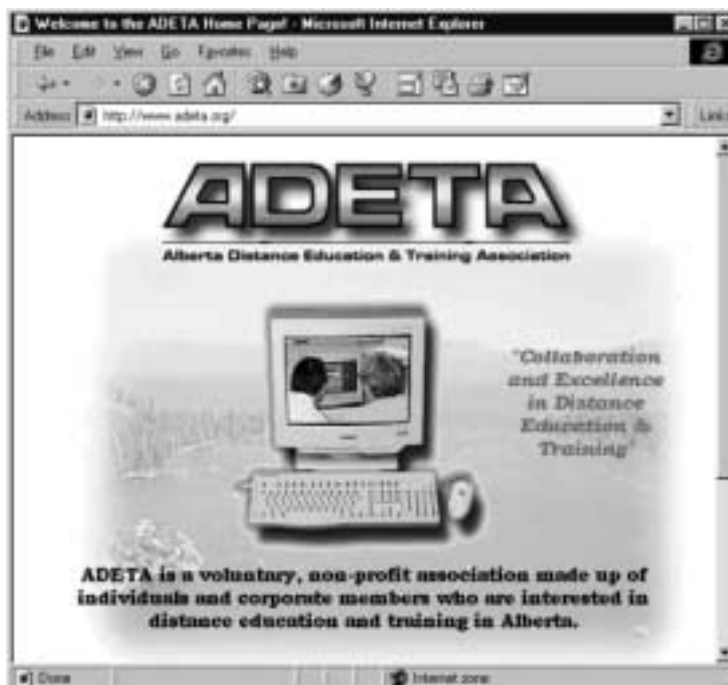 Welcome to the ADETA Home Page! - Microsoft Internet Explorer
File Edit View Go Favorites Help
Address http://www.adeta.org/ Links
ADETA
Alberta Distance Education & Training Association
"Collaboration
and Excellence
in Distance
Education &
Training"
ADETA is a voluntary, non-profit association made up of
individuals and corporate members who are interested in
distance education and training in Alberta.
Done Internet zone